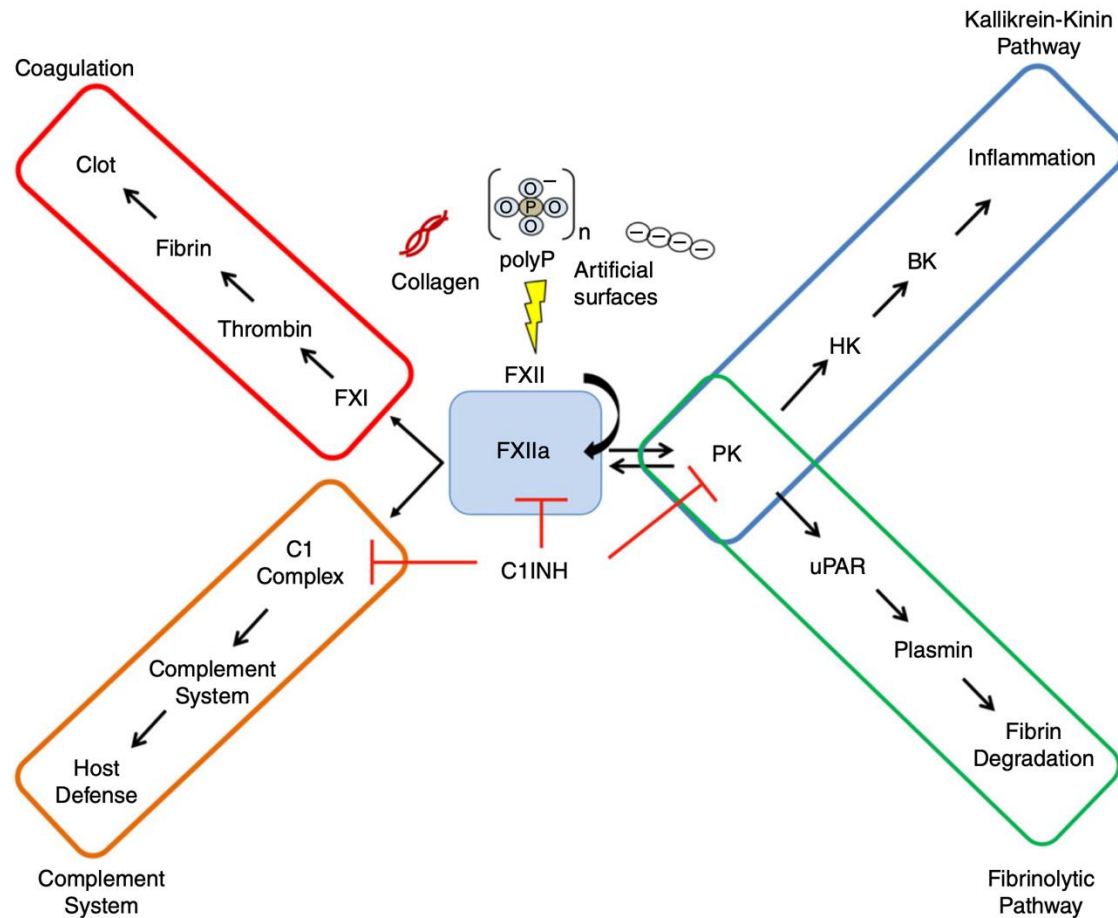 Kallikrein-Kinin
Pathway
Coagulation
Clot
Fibrin
Thrombin
FXI
O
−
O P O
O
n
polyP
Collagen
Artificial
surfaces
− − − −
FXII
FXIIa
Inflammation
BK
HK
PK
C1INH
C1
Complex
Complement
System
Host
Defense
uPAR
Plasmin
Fibrin
Degradation
Complement
System
Fibrinolytic
Pathway